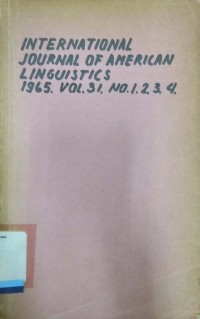 INTERNATIONAL
JOURNAL OF AMERICAN
LINGUISTICS
1965. VOL.31. NO.1.2.3.4.